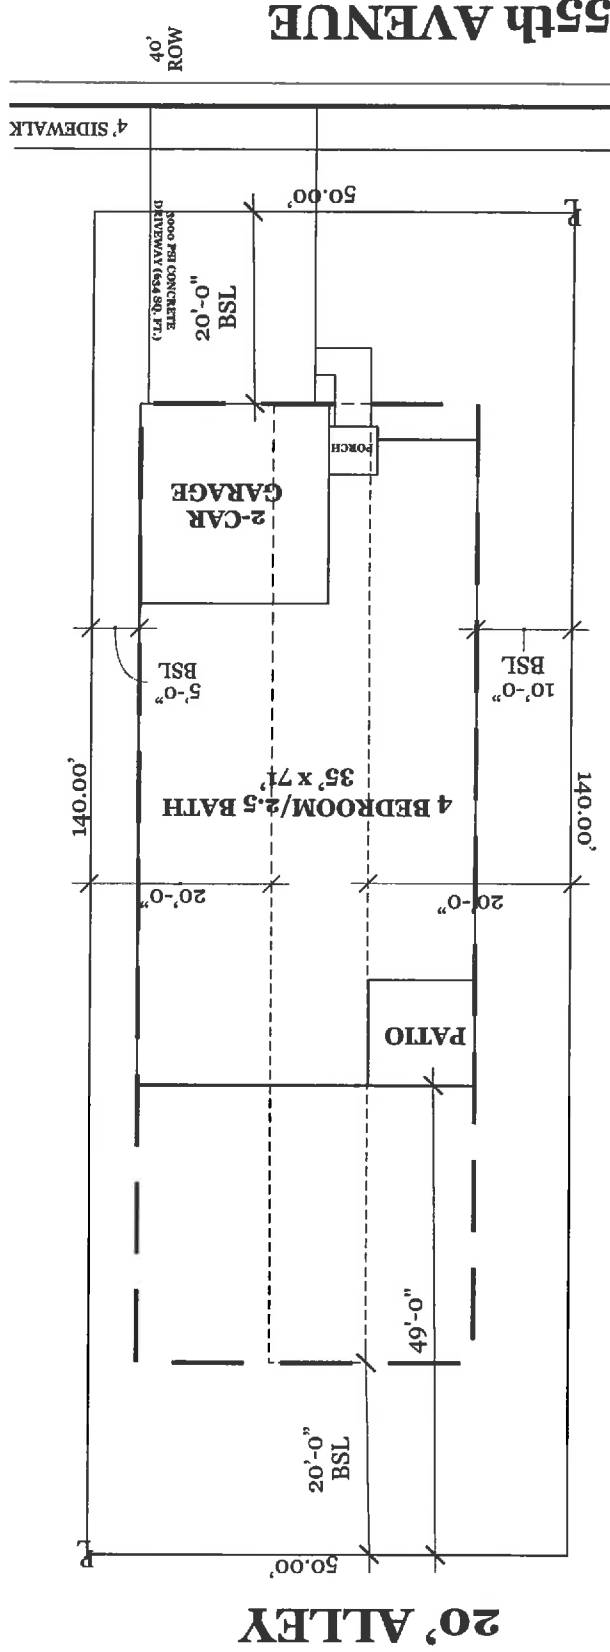 55th AVENUE
40'
ROW
4' SIDEWALK
50.00'
PL
3000 PSI CONCRETE
DRIVEWAY (634 SQ. FT.)
20'-0"
BSL
PORCH
2-CAR
GARAGE
5'-0"
BSL
10'-0"
BSL
140.00'
4 BEDROOM/2.5 BATH
35' x 71'
140.00'
20'-0"
20'-0"
PATIO
49'-0"
20'-0"
BSL
50.00'
PL
20' ALLEY